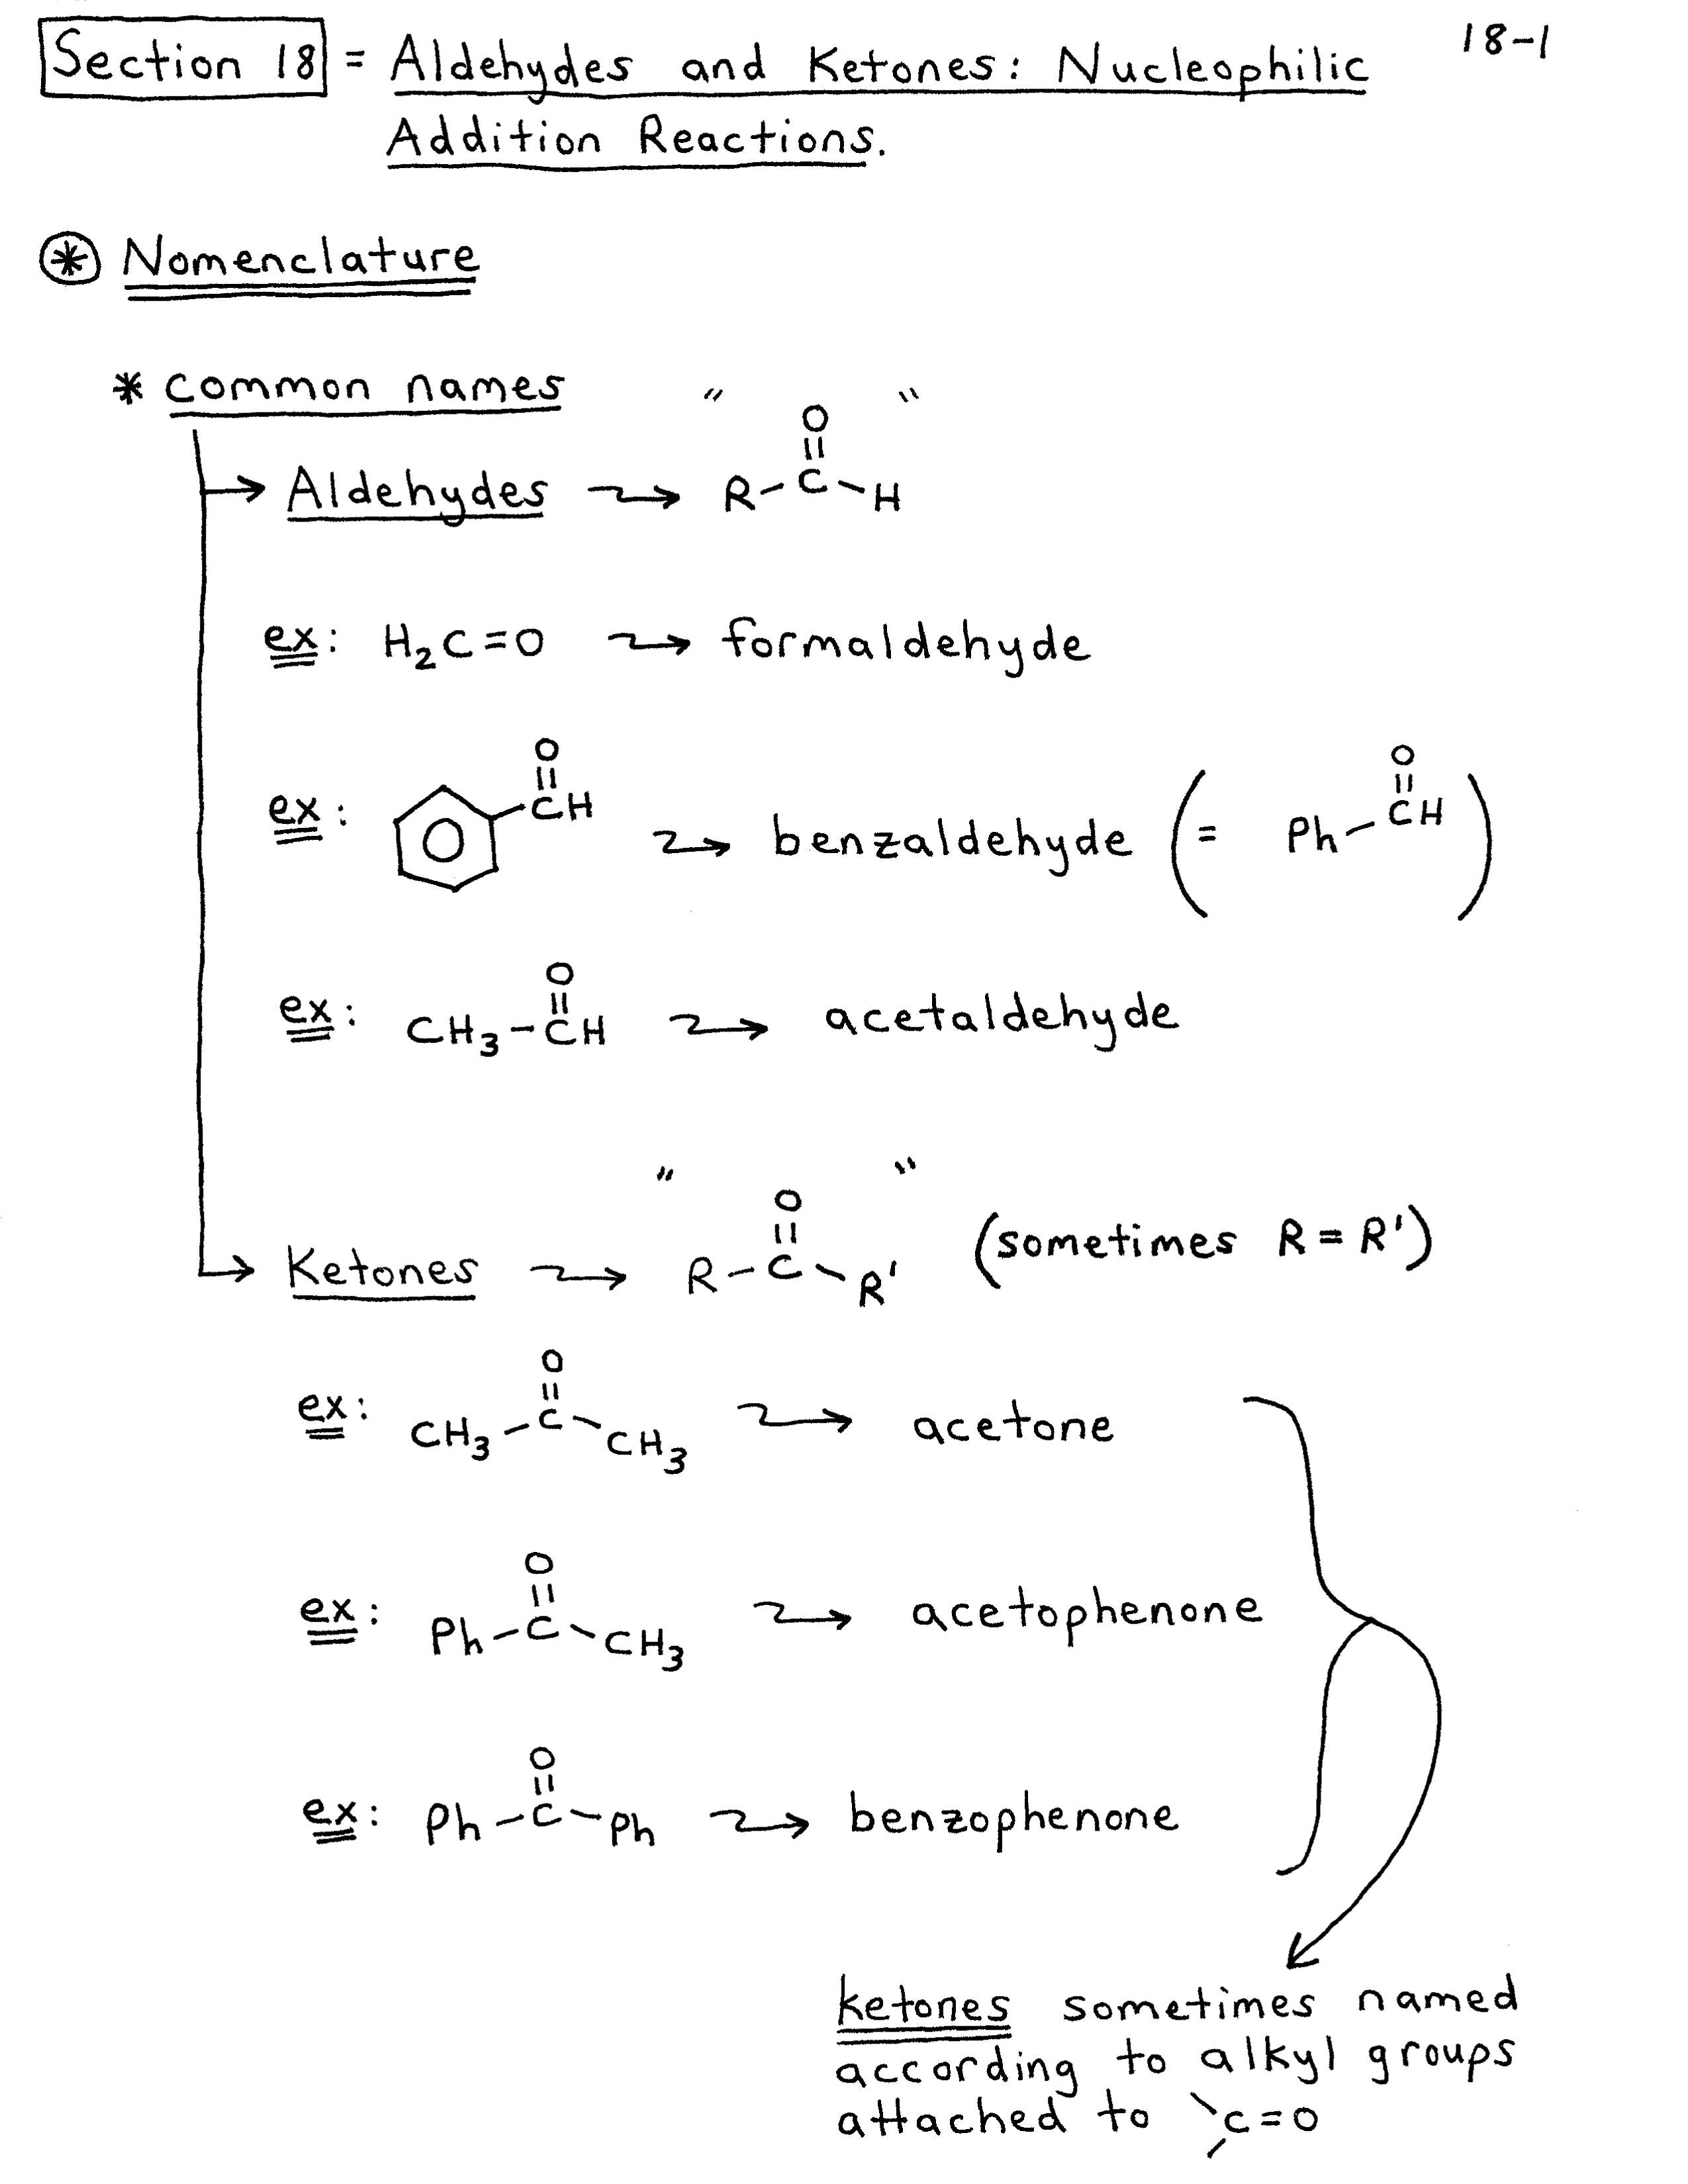 18-1
Section 18 = Aldehydes and Ketones: Nucleophilic
Addition Reactions.
⊛ Nomenclature
* common names
" O "
||
Aldehydes → R-C-H
ex: H₂C=O → formaldehyde
O
||
ex: CH → benzaldehyde (= Ph-CH)
O
||
O
||
ex: CH₃-CH → acetaldehyde
" O "
||
Ketones → R-C-R' (sometimes R = R')
O
||
ex: CH₃-C-CH₃ → acetone
O
||
ex: Ph-C-CH₃ → acetophenone
O
||
ex: Ph-C-Ph → benzophenone
ketones sometimes named
according to alkyl groups
attached to C=O